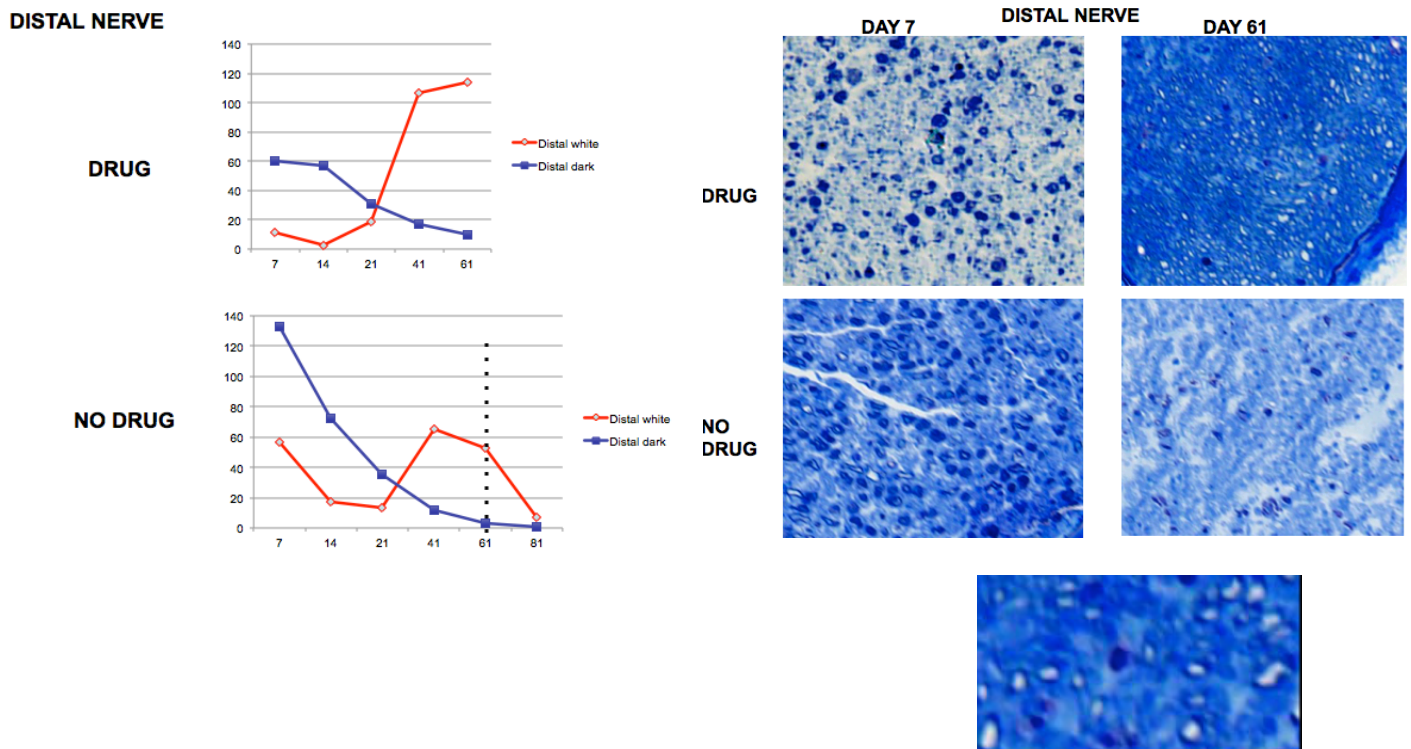 DISTAL NERVE
140
120
100
80
60
40
20
0
7 14 21 41 61
Distal white
Distal dark
DRUG
140
120
100
80
60
40
20
0
7 14 21 41 61 81
Distal white
Distal dark
NO DRUG
DISTAL NERVE
DAY 7 DAY 61
DRUG
NO
DRUG